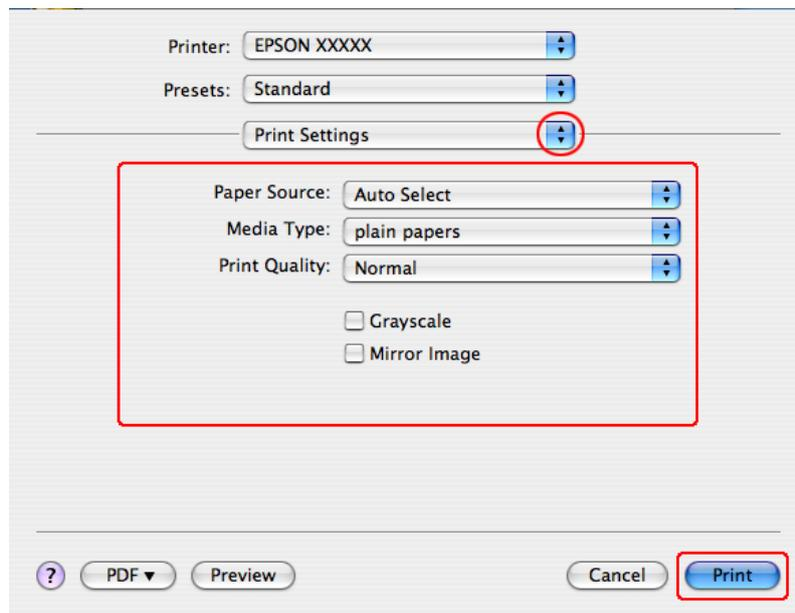 Printer: EPSON XXXXX
Presets: Standard
Print Settings
Paper Source: Auto Select
Media Type: plain papers
Print Quality: Normal
Grayscale
Mirror Image
? PDF ▼ Preview Cancel Print